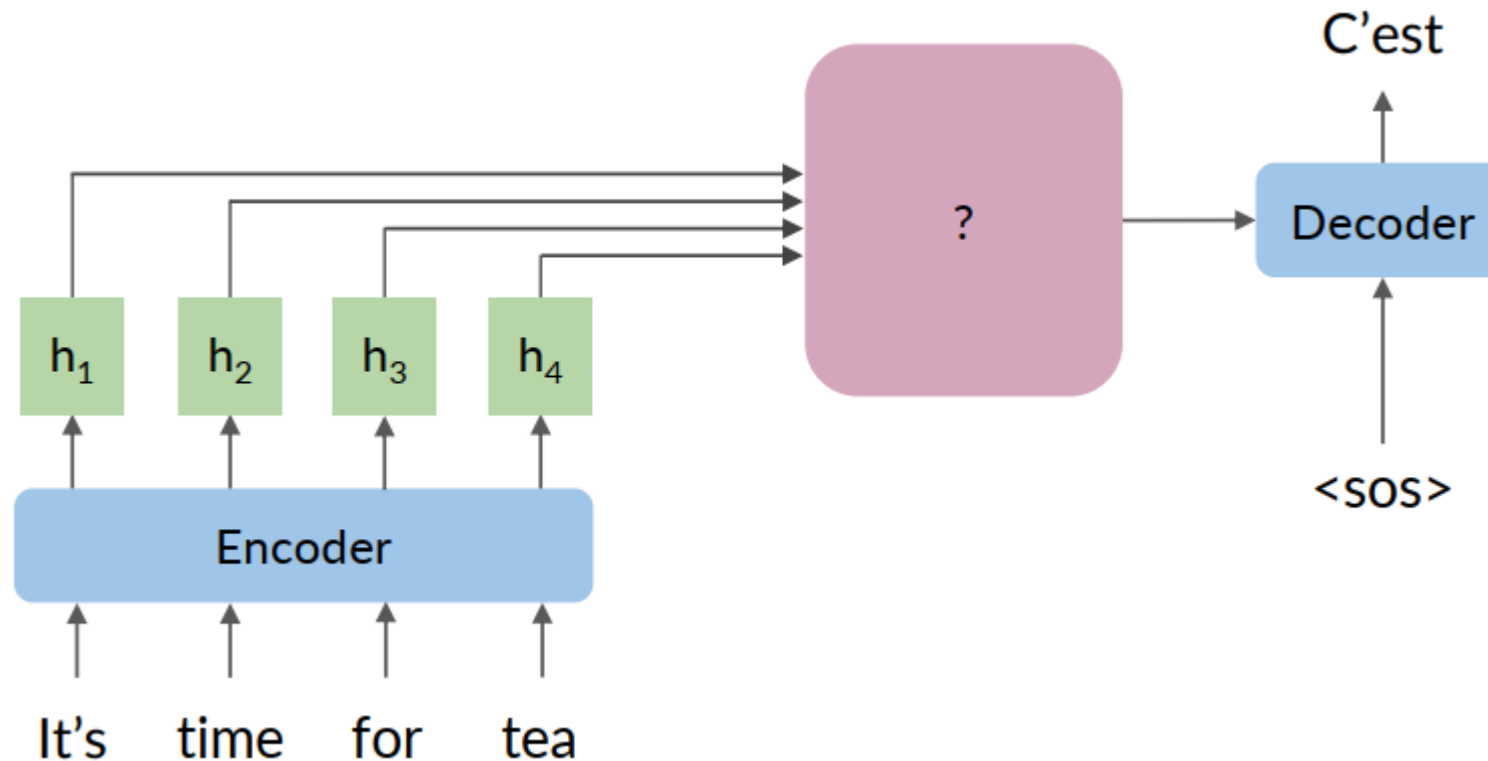 C’est
?
Decoder
h₁ h₂ h₃ h₄
<sos>
Encoder
It’s time for tea